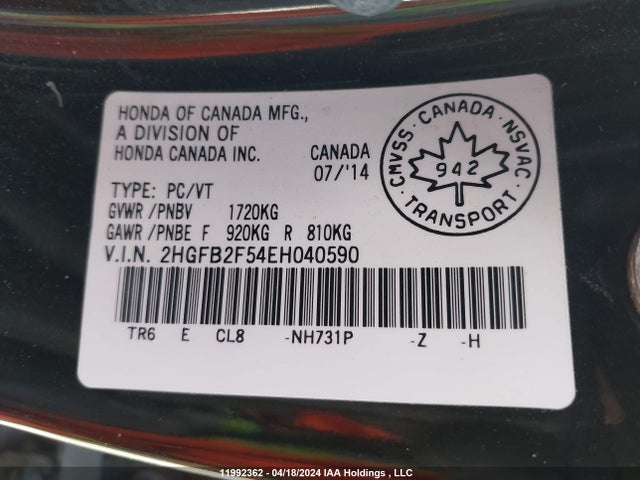 HONDA OF CANADA MFG.,
A DIVISION OF
HONDA CANADA INC.
CANADA
07/'14
TYPE: PC/VT
GVWR/PNBV 1720KG
GAWR/PNBE F 920KG R 810KG
V.I.N. 2HGFB2F54EH040590
TR6 E CL8 -NH731P -Z -H
CMVSS · CANADA · NSVAC
942
· TRANSPORT ·
11992362 - 04/18/2024 IAA Holdings , LLC